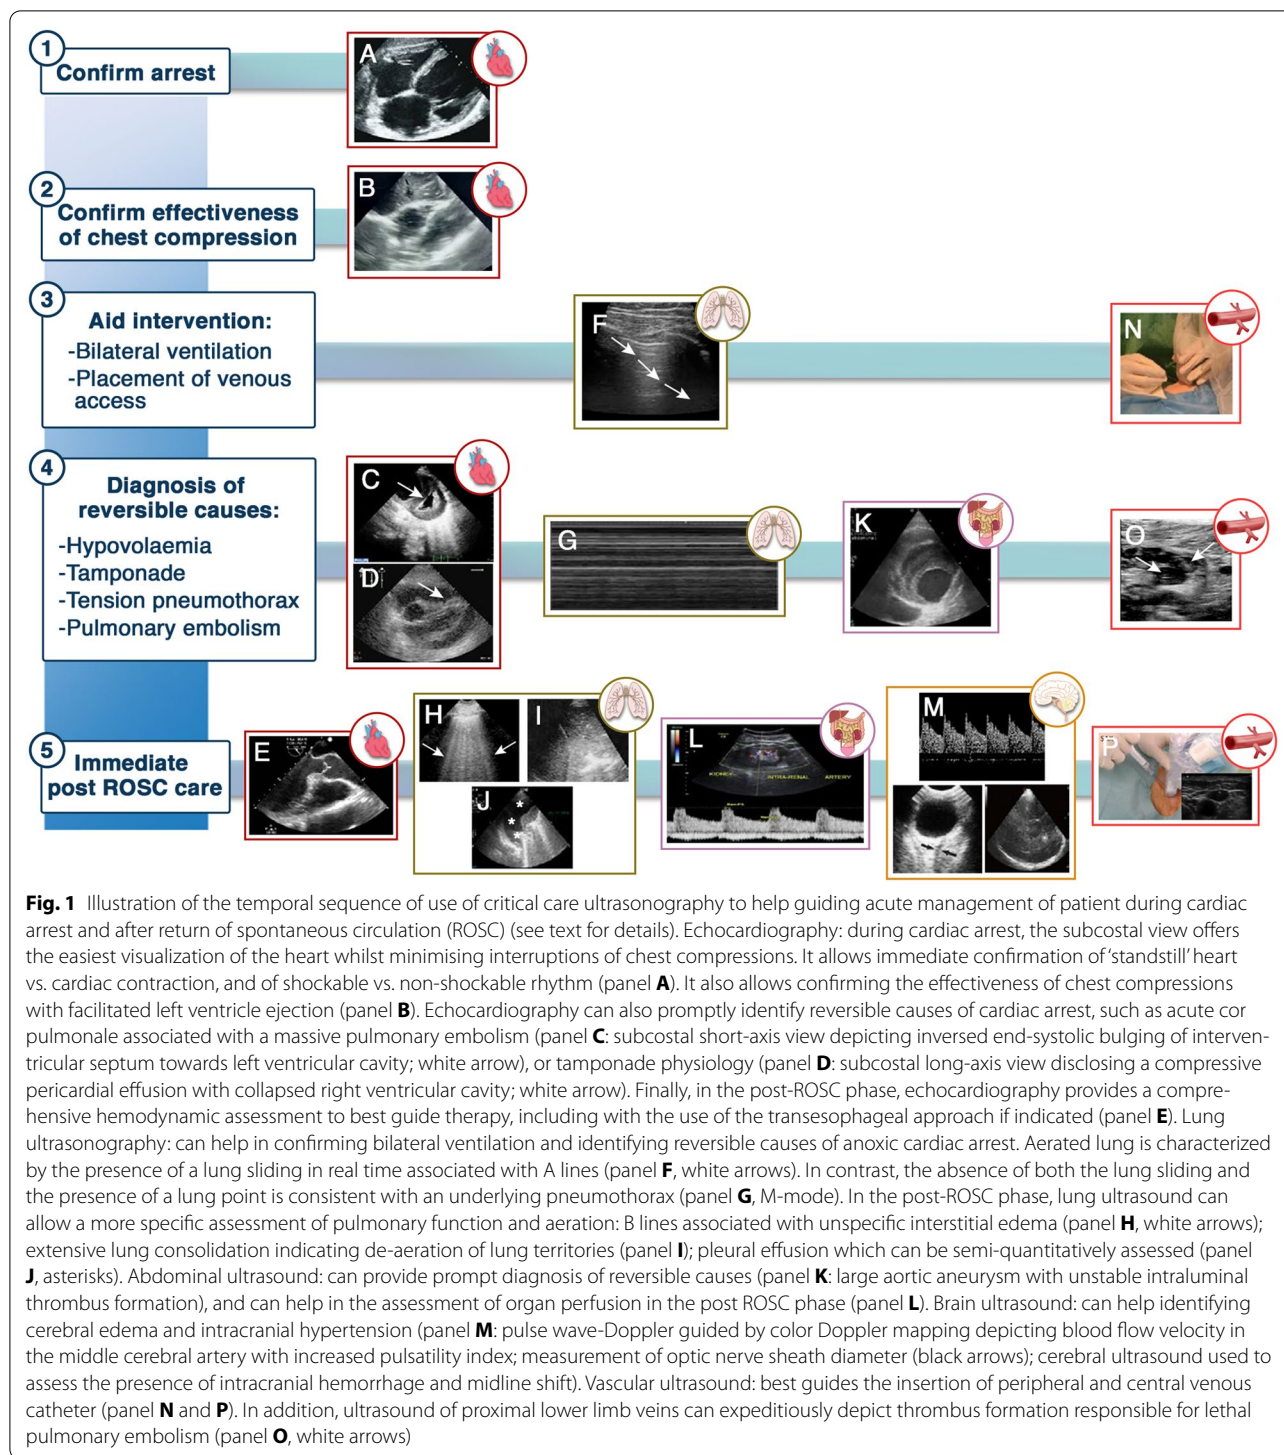 1
Confirm arrest
A
2
Confirm effectiveness
of chest compression
B
3
Aid intervention:
-Bilateral ventilation
-Placement of venous
access
F
N
4
Diagnosis of
reversible causes:
-Hypovolaemia
-Tamponade
-Tension pneumothorax
-Pulmonary embolism
C
D
G
K
O
5
Immediate
post ROSC care
E
H
I
J
* * *
L
KIDNEY
INTRA-RENAL
ARTERY
M
P
Fig. 1 Illustration of the temporal sequence of use of critical care ultrasonography to help guiding acute management of patient during cardiac
arrest and after return of spontaneous circulation (ROSC) (see text for details). Echocardiography: during cardiac arrest, the subcostal view offers
the easiest visualization of the heart whilst minimising interruptions of chest compressions. It allows immediate confirmation of ‘standstill’ heart
vs. cardiac contraction, and of shockable vs. non-shockable rhythm (panel A). It also allows confirming the effectiveness of chest compressions
with facilitated left ventricle ejection (panel B). Echocardiography can also promptly identify reversible causes of cardiac arrest, such as acute cor
pulmonale associated with a massive pulmonary embolism (panel C: subcostal short-axis view depicting inversed end-systolic bulging of interven-
tricular septum towards left ventricular cavity; white arrow), or tamponade physiology (panel D: subcostal long-axis view disclosing a compressive
pericardial effusion with collapsed right ventricular cavity; white arrow). Finally, in the post-ROSC phase, echocardiography provides a compre-
hensive hemodynamic assessment to best guide therapy, including with the use of the transesophageal approach if indicated (panel E). Lung
ultrasonography: can help in confirming bilateral ventilation and identifying reversible causes of anoxic cardiac arrest. Aerated lung is characterized
by the presence of a lung sliding in real time associated with A lines (panel F, white arrows). In contrast, the absence of both the lung sliding and
the presence of a lung point is consistent with an underlying pneumothorax (panel G, M-mode). In the post-ROSC phase, lung ultrasound can
allow a more specific assessment of pulmonary function and aeration: B lines associated with unspecific interstitial edema (panel H, white arrows);
extensive lung consolidation indicating de-aeration of lung territories (panel I); pleural effusion which can be semi-quantitatively assessed (panel
J, asterisks). Abdominal ultrasound: can provide prompt diagnosis of reversible causes (panel K: large aortic aneurysm with unstable intraluminal
thrombus formation), and can help in the assessment of organ perfusion in the post ROSC phase (panel L). Brain ultrasound: can help identifying
cerebral edema and intracranial hypertension (panel M: pulse wave-Doppler guided by color Doppler mapping depicting blood flow velocity in
the middle cerebral artery with increased pulsatility index; measurement of optic nerve sheath diameter (black arrows); cerebral ultrasound used to
assess the presence of intracranial hemorrhage and midline shift). Vascular ultrasound: best guides the insertion of peripheral and central venous
catheter (panel N and P). In addition, ultrasound of proximal lower limb veins can expeditiously depict thrombus formation responsible for lethal
pulmonary embolism (panel O, white arrows)